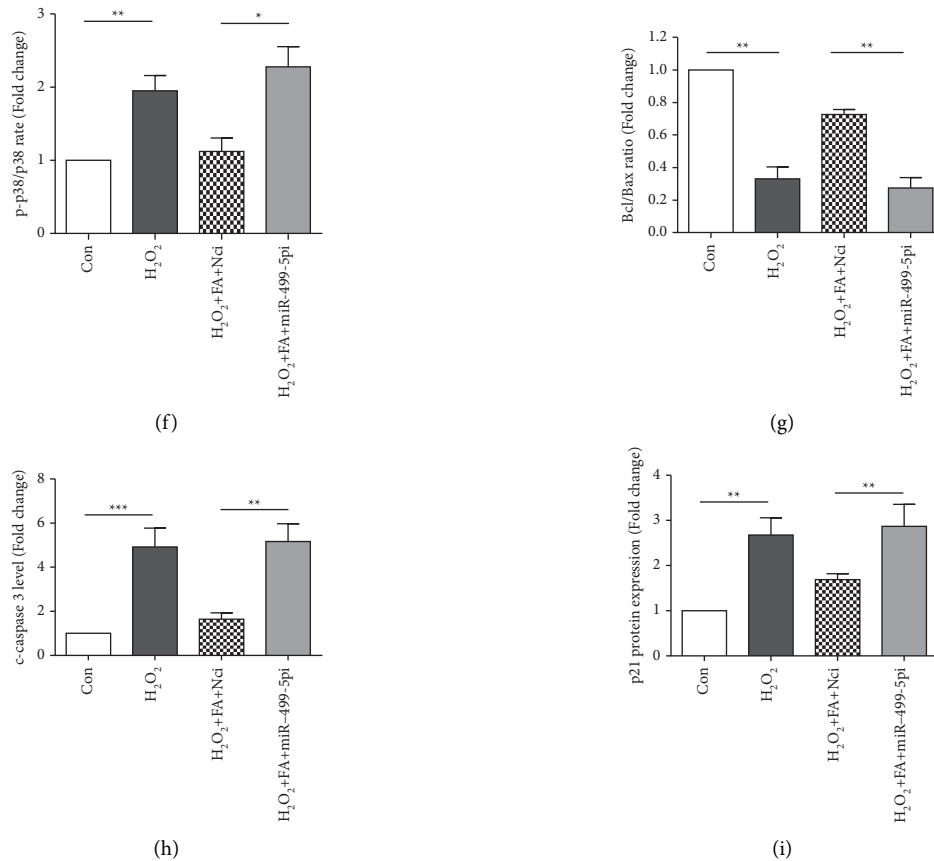 p-p38/p38 rate (Fold change)
3
2
1
0
**
*
Con
H₂O₂
H₂O₂+FA+Nci
H₂O₂+FA+miR-499-5pi
(f)
Bcl/Bax ratio (Fold change)
1.2
1.0
0.8
0.6
0.4
0.2
0.0
**
**
Con
H₂O₂
H₂O₂+FA+Nci
H₂O₂+FA+miR-499-5pi
(g)
c-caspase 3 level (Fold change)
8
6
4
2
0
***
**
Con
H₂O₂
H₂O₂+FA+Nci
H₂O₂+FA+miR–499-5pi
(h)
p21 protein expression (Fold change)
4
3
2
1
0
**
**
Con
H₂O₂
H₂O₂+FA+Nci
H₂O₂+FA+miR–499-5pi
(i)